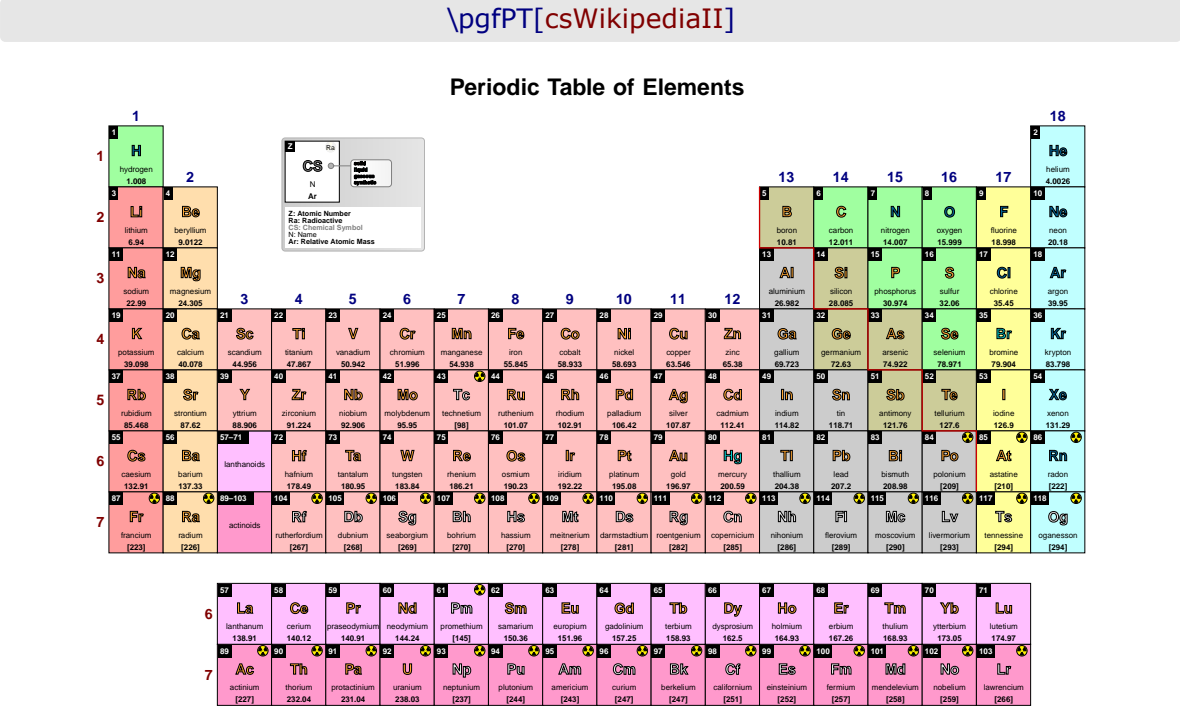 \pgfPT[csWikipediaII]
Periodic Table of Elements
1 18
1 2
H He
hydrogen helium
1.008 4.0026
1
Z Ra
CS
solid
liquid
gaseous
synthetic
N
Ar
Z: Atomic Number
Ra: Radioactive
CS: Chemical Symbol
N: Name
Ar: Relative Atomic Mass
2 13 14 15 16 17
3 4 5 6 7 8 9 10
2 Li Be B C N O F Ne
lithium beryllium boron carbon nitrogen oxygen fluorine neon
6.94 9.0122 10.81 12.011 14.007 15.999 18.998 20.18
11 12 13 14 15 16 17 18
3 Na Mg Al Si P S Cl Ar
sodium magnesium aluminium silicon phosphorus sulfur chlorine argon
22.99 24.305 26.982 28.085 30.974 32.06 35.45 39.95
3 4 5 6 7 8 9 10 11 12
19 20 21 22 23 24 25 26 27 28 29 30 31 32 33 34 35 36
4 K Ca Sc Ti V Cr Mn Fe Co Ni Cu Zn Ga Ge As Se Br Kr
potassium calcium scandium titanium vanadium chromium manganese iron cobalt nickel copper zinc gallium germanium arsenic selenium bromine krypton
39.098 40.078 44.956 47.867 50.942 51.996 54.938 55.845 58.933 58.693 63.546 65.38 69.723 72.63 74.922 78.971 79.904 83.798
37 38 39 40 41 42 43 44 45 46 47 48 49 50 51 52 53 54
5 Rb Sr Y Zr Nb Mo Tc Ru Rh Pd Ag Cd In Sn Sb Te I Xe
rubidium strontium yttrium zirconium niobium molybdenum technetium ruthenium rhodium palladium silver cadmium indium tin antimony tellurium iodine xenon
85.468 87.62 88.906 91.224 92.906 95.95 [98] 101.07 102.91 106.42 107.87 112.41 114.82 118.71 121.76 127.6 126.9 131.29
55 56 57–71 72 73 74 75 76 77 78 79 80 81 82 83 84 85 86
6 Cs Ba lanthanoids Hf Ta W Re Os Ir Pt Au Hg Tl Pb Bi Po At Rn
caesium barium hafnium tantalum tungsten rhenium osmium iridium platinum gold mercury thallium lead bismuth polonium astatine radon
132.91 137.33 178.49 180.95 183.84 186.21 190.23 192.22 195.08 196.97 200.59 204.38 207.2 208.98 [209] [210] [222]
87 88 89–103 104 105 106 107 108 109 110 111 112 113 114 115 116 117 118
7 Fr Ra actinoids Rf Db Sg Bh Hs Mt Ds Rg Cn Nh Fl Mc Lv Ts Og
francium radium rutherfordium dubnium seaborgium bohrium hassium meitnerium darmstadtium roentgenium copernicium nihonium flerovium moscovium livermorium tennessine oganesson
[223] [226] [267] [268] [269] [270] [270] [278] [281] [282] [285] [286] [289] [290] [293] [294] [294]
57 58 59 60 61 62 63 64 65 66 67 68 69 70 71
6 La Ce Pr Nd Pm Sm Eu Gd Tb Dy Ho Er Tm Yb Lu
lanthanum cerium praseodymium neodymium promethium samarium europium gadolinium terbium dysprosium holmium erbium thulium ytterbium lutetium
138.91 140.12 140.91 144.24 [145] 150.36 151.96 157.25 158.93 162.5 164.93 167.26 168.93 173.05 174.97
89 90 91 92 93 94 95 96 97 98 99 100 101 102 103
7 Ac Th Pa U Np Pu Am Cm Bk Cf Es Fm Md No Lr
actinium thorium protactinium uranium neptunium plutonium americium curium berkelium californium einsteinium fermium mendelevium nobelium lawrencium
[227] 232.04 231.04 238.03 [237] [244] [243] [247] [247] [251] [252] [257] [258] [259] [266]